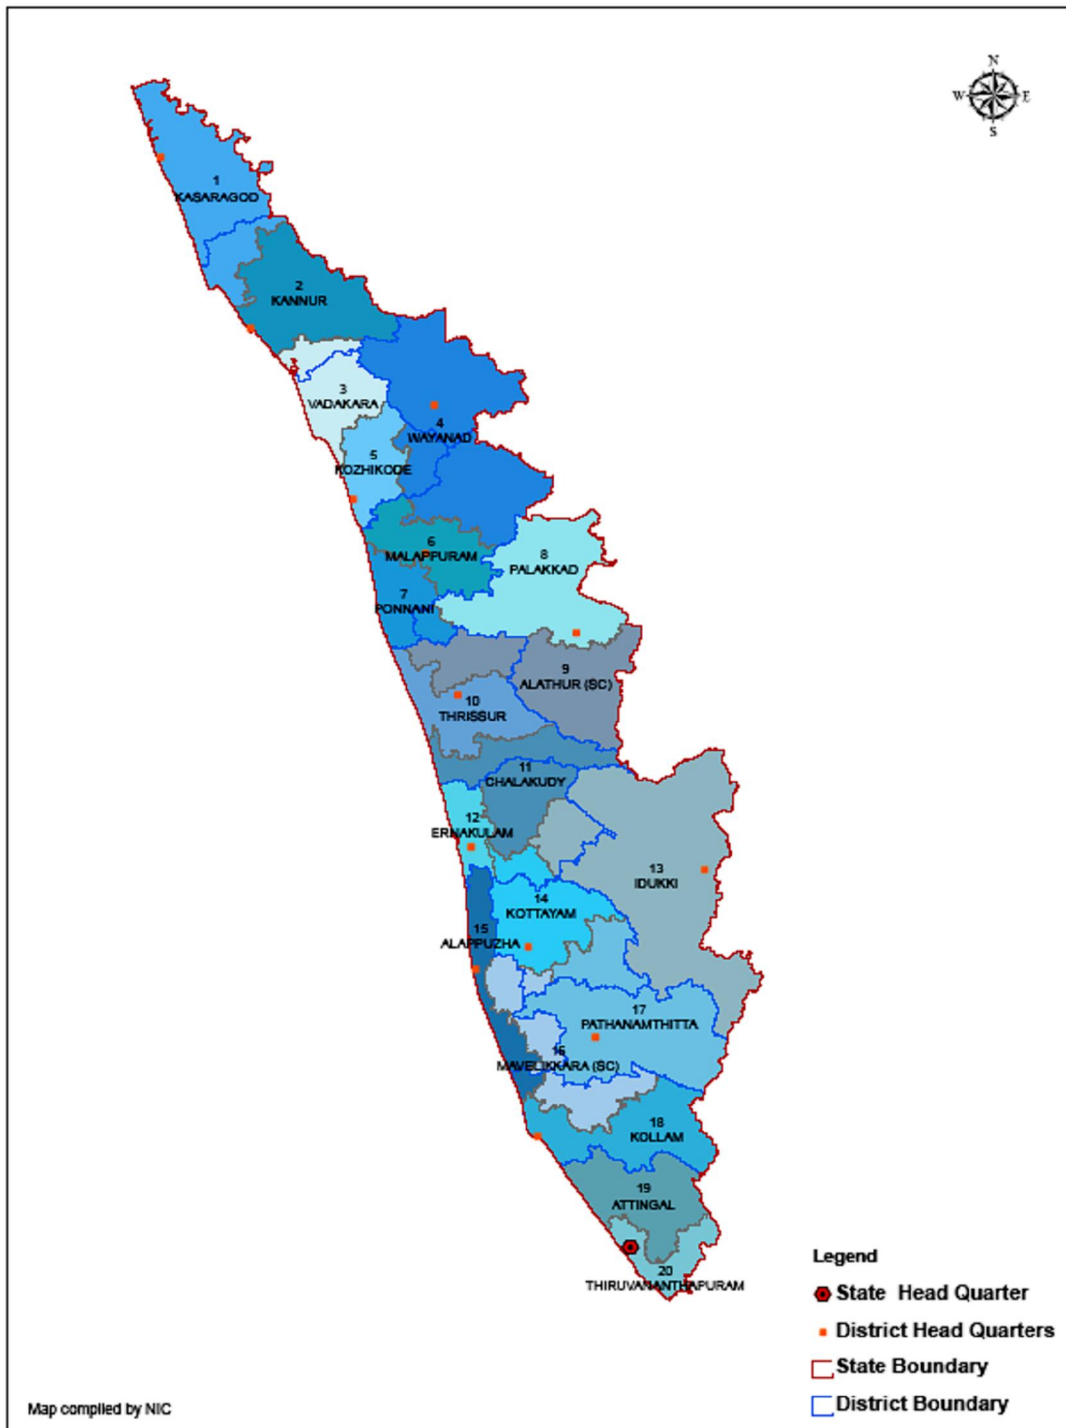 N
W E
S
1
KASARAGOD
2
KANNUR
3
VADAKARA
4
WAYANAD
5
KOZHIKODE
6
MALAPPURAM
7
PONNANI
8
PALAKKAD
9
ALATHUR (SC)
10
THRISSUR
11
CHALAKUDY
12
ERNAKULAM
13
IDUKKI
14
KOTTAYAM
15
ALAPPUZHA
16
MAVELIKKARA (SC)
17
PATHANAMTHITTA
18
KOLLAM
19
ATTINGAL
20
THIRUVANANTHAPURAM
Legend
State Head Quarter
District Head Quarters
State Boundary
District Boundary
Map compiled by NIC